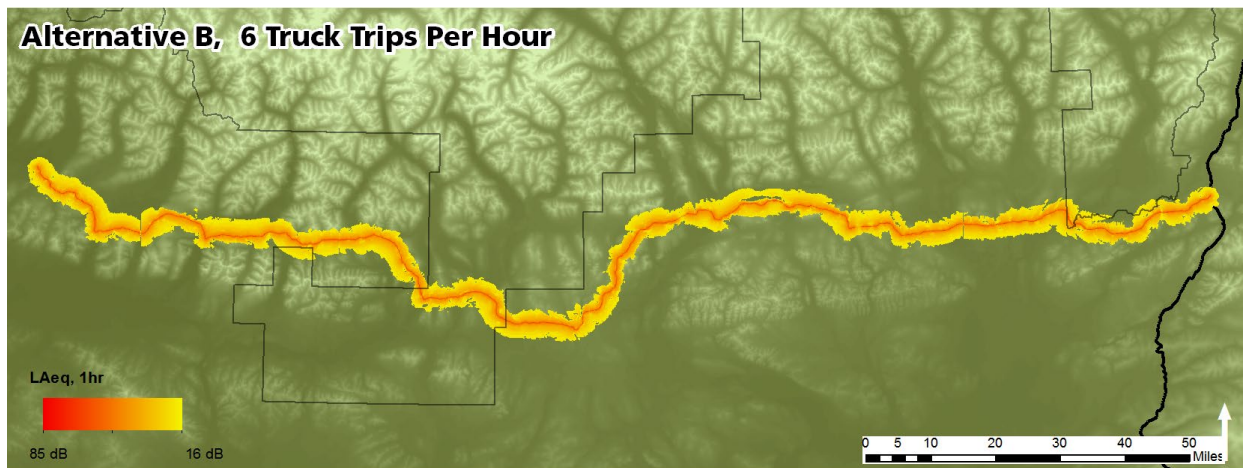 Alternative B,  6 Truck Trips Per Hour
LAeq, 1hr
85 dB 16 dB
0 5 10 20 30 40 50
Miles